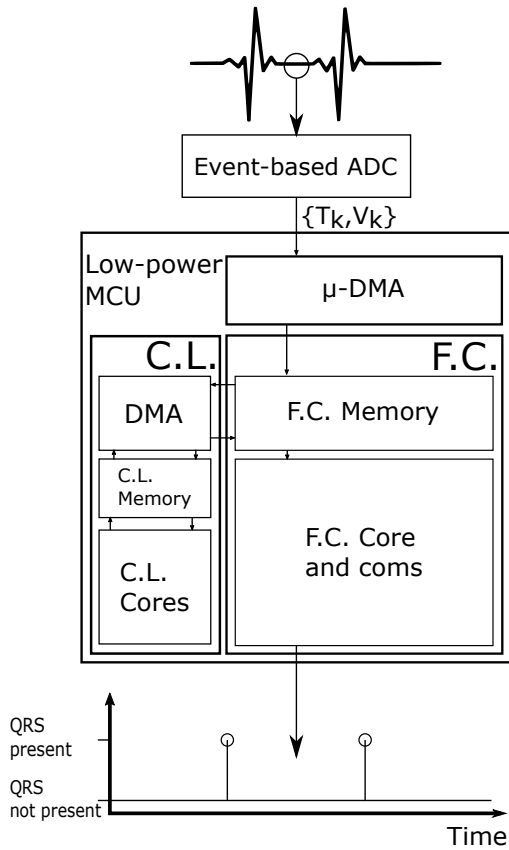 Event-based ADC
{Tk,Vk}
Low-power
MCU
µ-DMA
C.L.
F.C.
DMA
F.C. Memory
C.L.
Memory
C.L.
Cores
F.C. Core
and coms
QRS
present
QRS
not present
Time